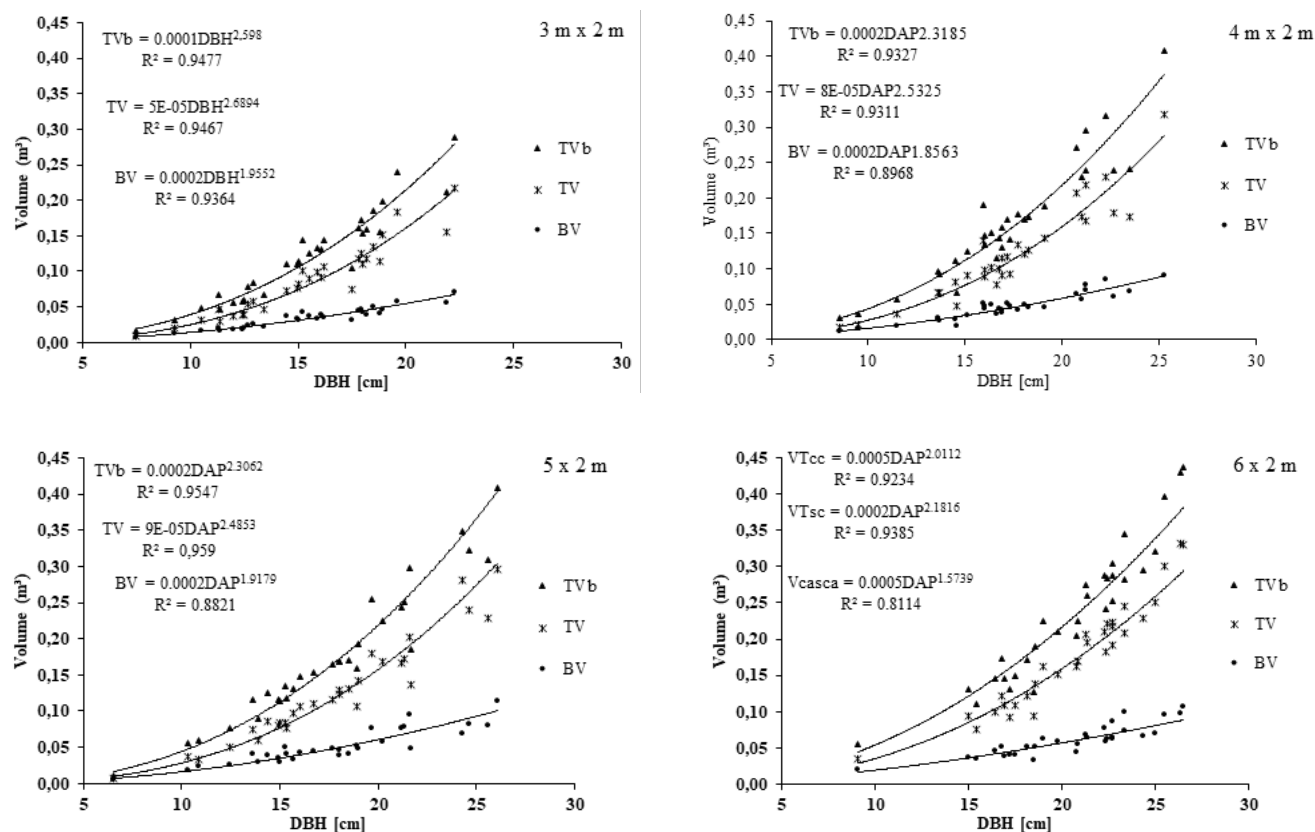 0,45
0,40
0,35
0,30
0,25
0,20
0,15
0,10
0,05
0,00
Volume (m³)
TVb = 0.0001DBH^2,598
R² = 0.9477
TV = 5E-05DBH^2.6894
R² = 0.9467
BV = 0.0002DBH^1.9552
R² = 0.9364
3 m x 2 m
TVb
TV
BV
5 10 15 20 25 30
DBH [cm]
0,45
0,40
0,35
0,30
0,25
0,20
0,15
0,10
0,05
0,00
Volume (m³)
TVb = 0.0002DAP2.3185
R² = 0.9327
TV = 8E-05DAP2.5325
R² = 0.9311
BV = 0.0002DAP1.8563
R² = 0.8968
4 m x 2 m
TVb
TV
BV
5 10 15 20 25 30
DBH [cm]
0,45
0,40
0,35
0,30
0,25
0,20
0,15
0,10
0,05
0,00
Volume (m³)
TVb = 0.0002DAP^2.3062
R² = 0.9547
TV = 9E-05DAP^2.4853
R² = 0,959
BV = 0.0002DAP^1.9179
R² = 0.8821
5 x 2 m
TVb
TV
BV
5 10 15 20 25 30
DBH [cm]
0,45
0,40
0,35
0,30
0,25
0,20
0,15
0,10
0,05
0,00
Volume (m³)
VTcc = 0.0005DAP^2.0112
R² = 0.9234
VTsc = 0.0002DAP^2.1816
R² = 0.9385
Vcasca = 0.0005DAP^1.5739
R² = 0.8114
6 x 2 m
TVb
TV
BV
5 10 15 20 25 30
DBH [cm]